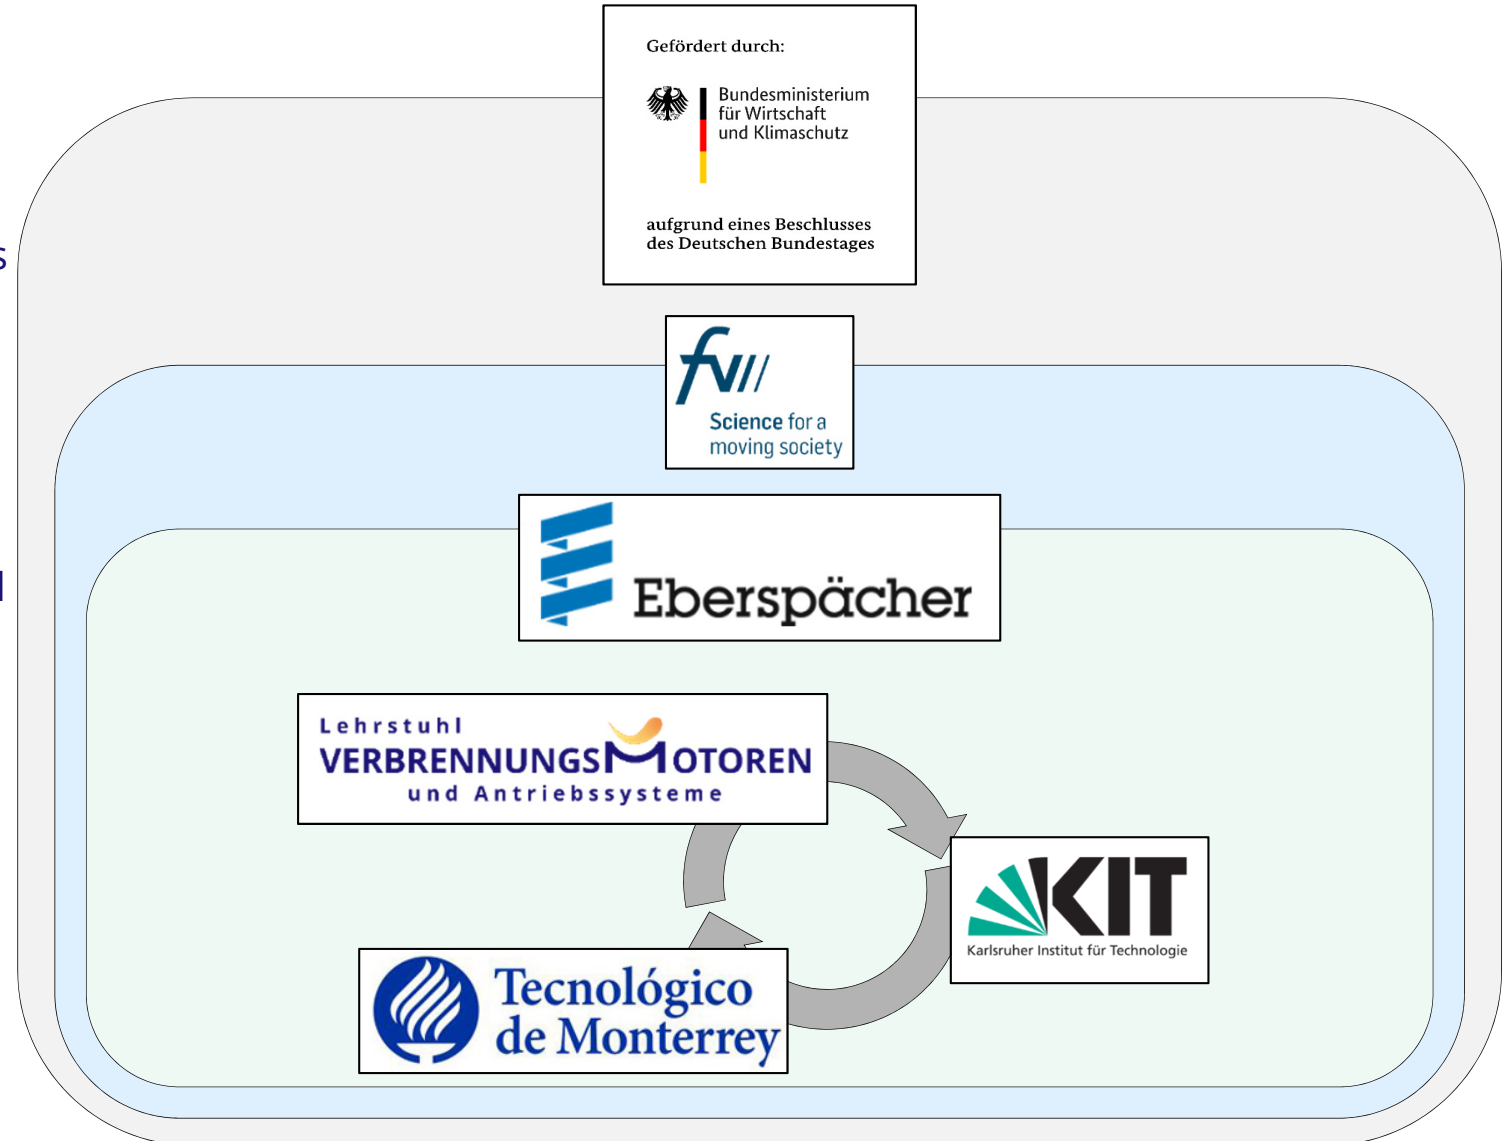 Gefördert durch:
Bundesministerium
für Wirtschaft
und Klimaschutz
aufgrund eines Beschlusses
des Deutschen Bundestages
s
fvv
Science for a
moving society
Eberspächer
Lehrstuhl
VERBRENNUNGSMOTOREN
und Antriebssysteme
KIT
Karlsruher Institut für Technologie
Tecnológico
de Monterrey